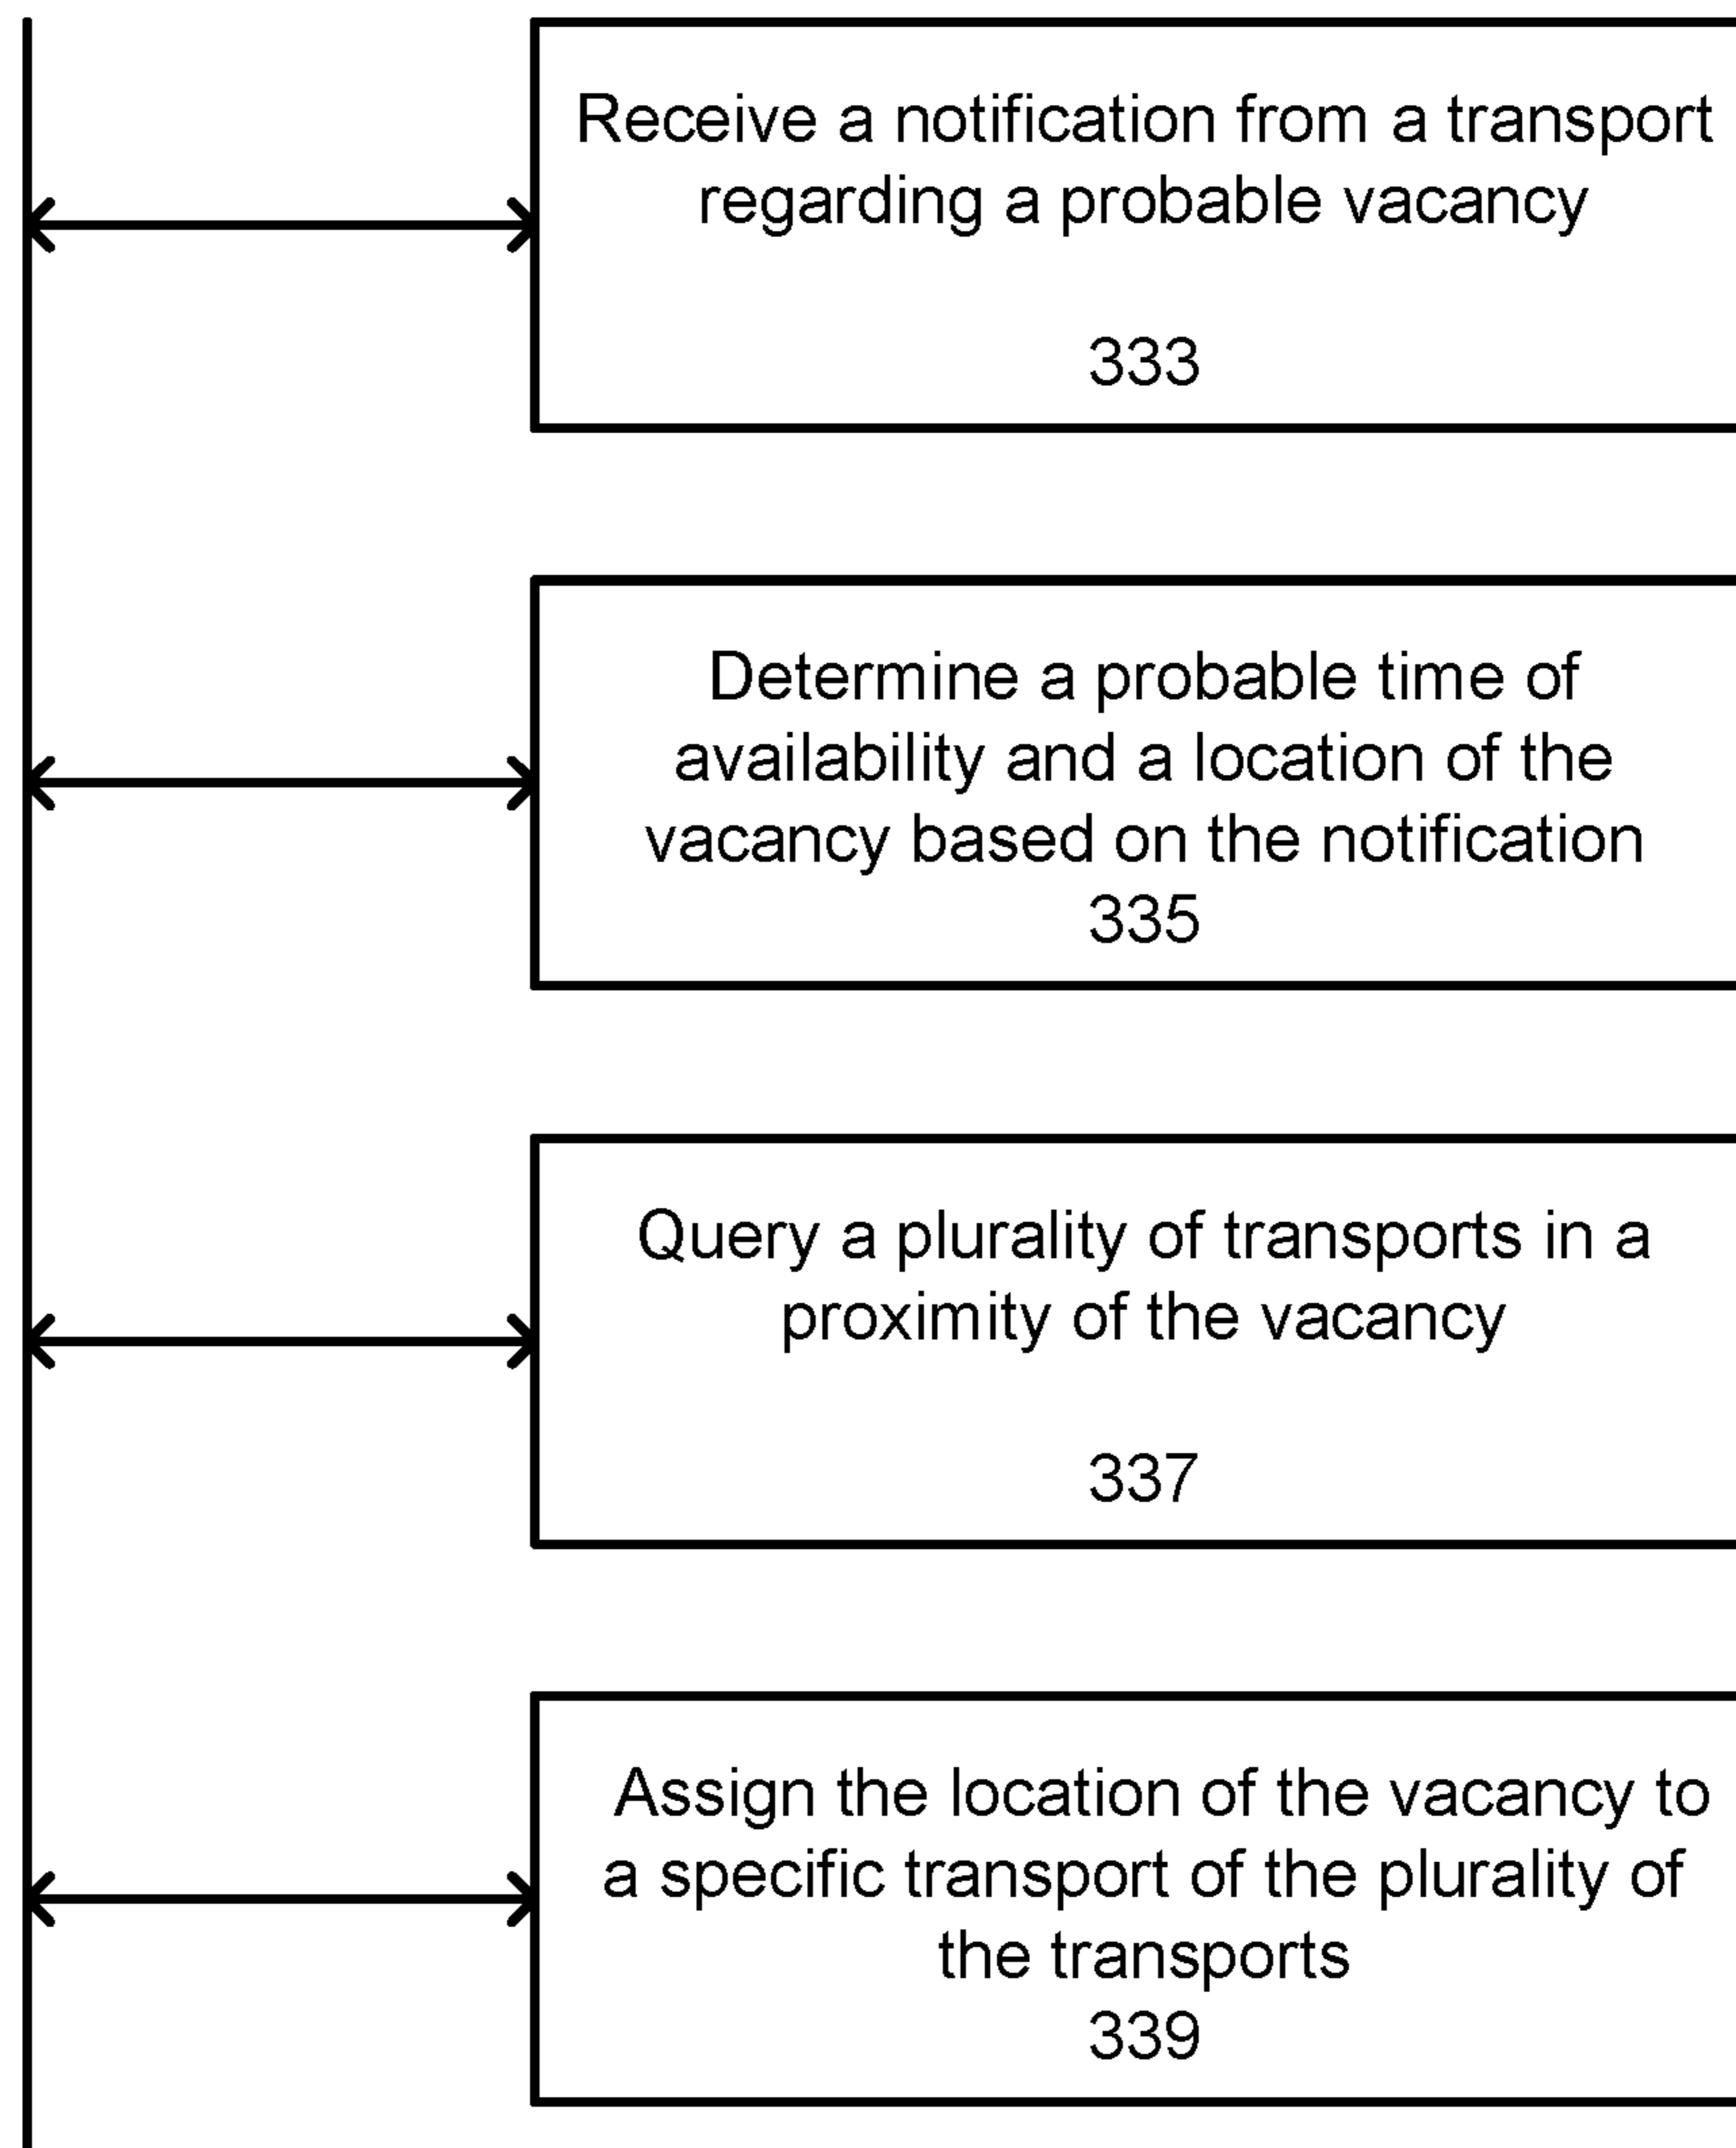 Receive a notification from a transport
regarding a probable vacancy
333
Determine a probable time of
availability and a location of the
vacancy based on the notification
335
Query a plurality of transports in a
proximity of the vacancy
337
Assign the location of the vacancy to
a specific transport of the plurality of
the transports
339